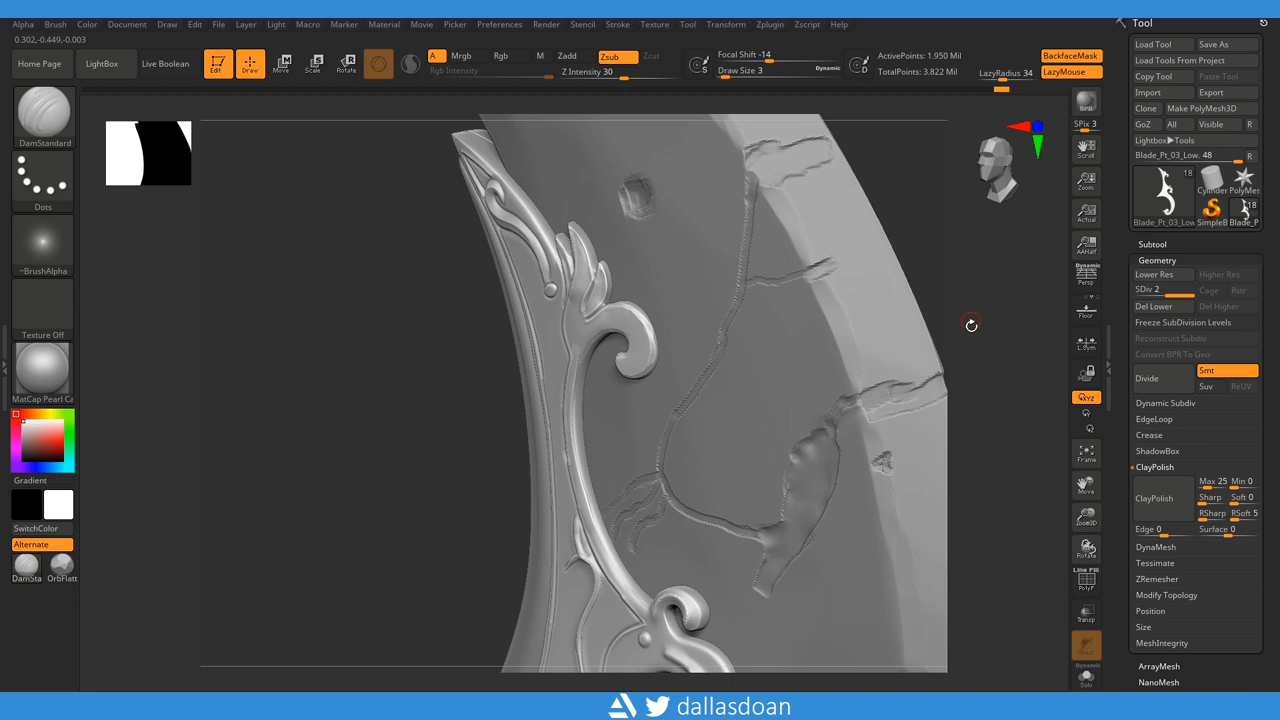 Alpha Brush Color Document Draw Edit File Layer Light Macro Marker Material Movie Picker Preferences Render Stencil Stroke Texture Tool Transform Zplugin Zscript Help
Tool
0.302,-0.449,-0.003
Home Page LightBox Live Boolean Edit Draw Move Scale Rotate
A Mrgb Rgb M Zadd Zsub Zcut
Rgb Intensity Z Intensity 30
Focal Shift -14
Draw Size 3 Dynamic
ActivePoints: 1.950 Mil
TotalPoints: 3.822 Mil
LazyRadius 34
BackfaceMask
LazyMouse
DamStandard
Dots
~BrushAlpha
Texture Off
MatCap Pearl Ca
Gradient
SwitchColor
Alternate
DamSta OrbFlatt
BPR
SPix 3
Scroll
Zoom
Actual
AAHalf
Dynamic
Persp
Floor
L.Sym
XYZ
Frame
Move
Zoom3D
Rotate
Line Fill
PolyF
Transp
Dynamic
Solo
Load Tool Save As
Load Tools From Project
Copy Tool Paste Tool
Import Export
Clone Make PolyMesh3D
GoZ All Visible R
Lightbox▶Tools
Blade_Pt_03_Low. 48 R
18
Cylinder PolyMes
18
Blade_Pt_03_Low SimpleB Blade_P
Subtool
Geometry
Lower Res Higher Res
SDiv 2 Cage Rstr
Del Lower Del Higher
Freeze SubDivision Levels
Reconstruct Subdiv
Convert BPR To Geo
Divide Smt
Suv ReUV
Dynamic Subdiv
EdgeLoop
Crease
ShadowBox
ClayPolish
Max 25 Min 0
ClayPolish Sharp Soft 0
RSharp RSoft 5
Edge 0 Surface 0
DynaMesh
Tessimate
ZRemesher
Modify Topology
Position
Size
MeshIntegrity
ArrayMesh
NanoMesh
dallasdoan